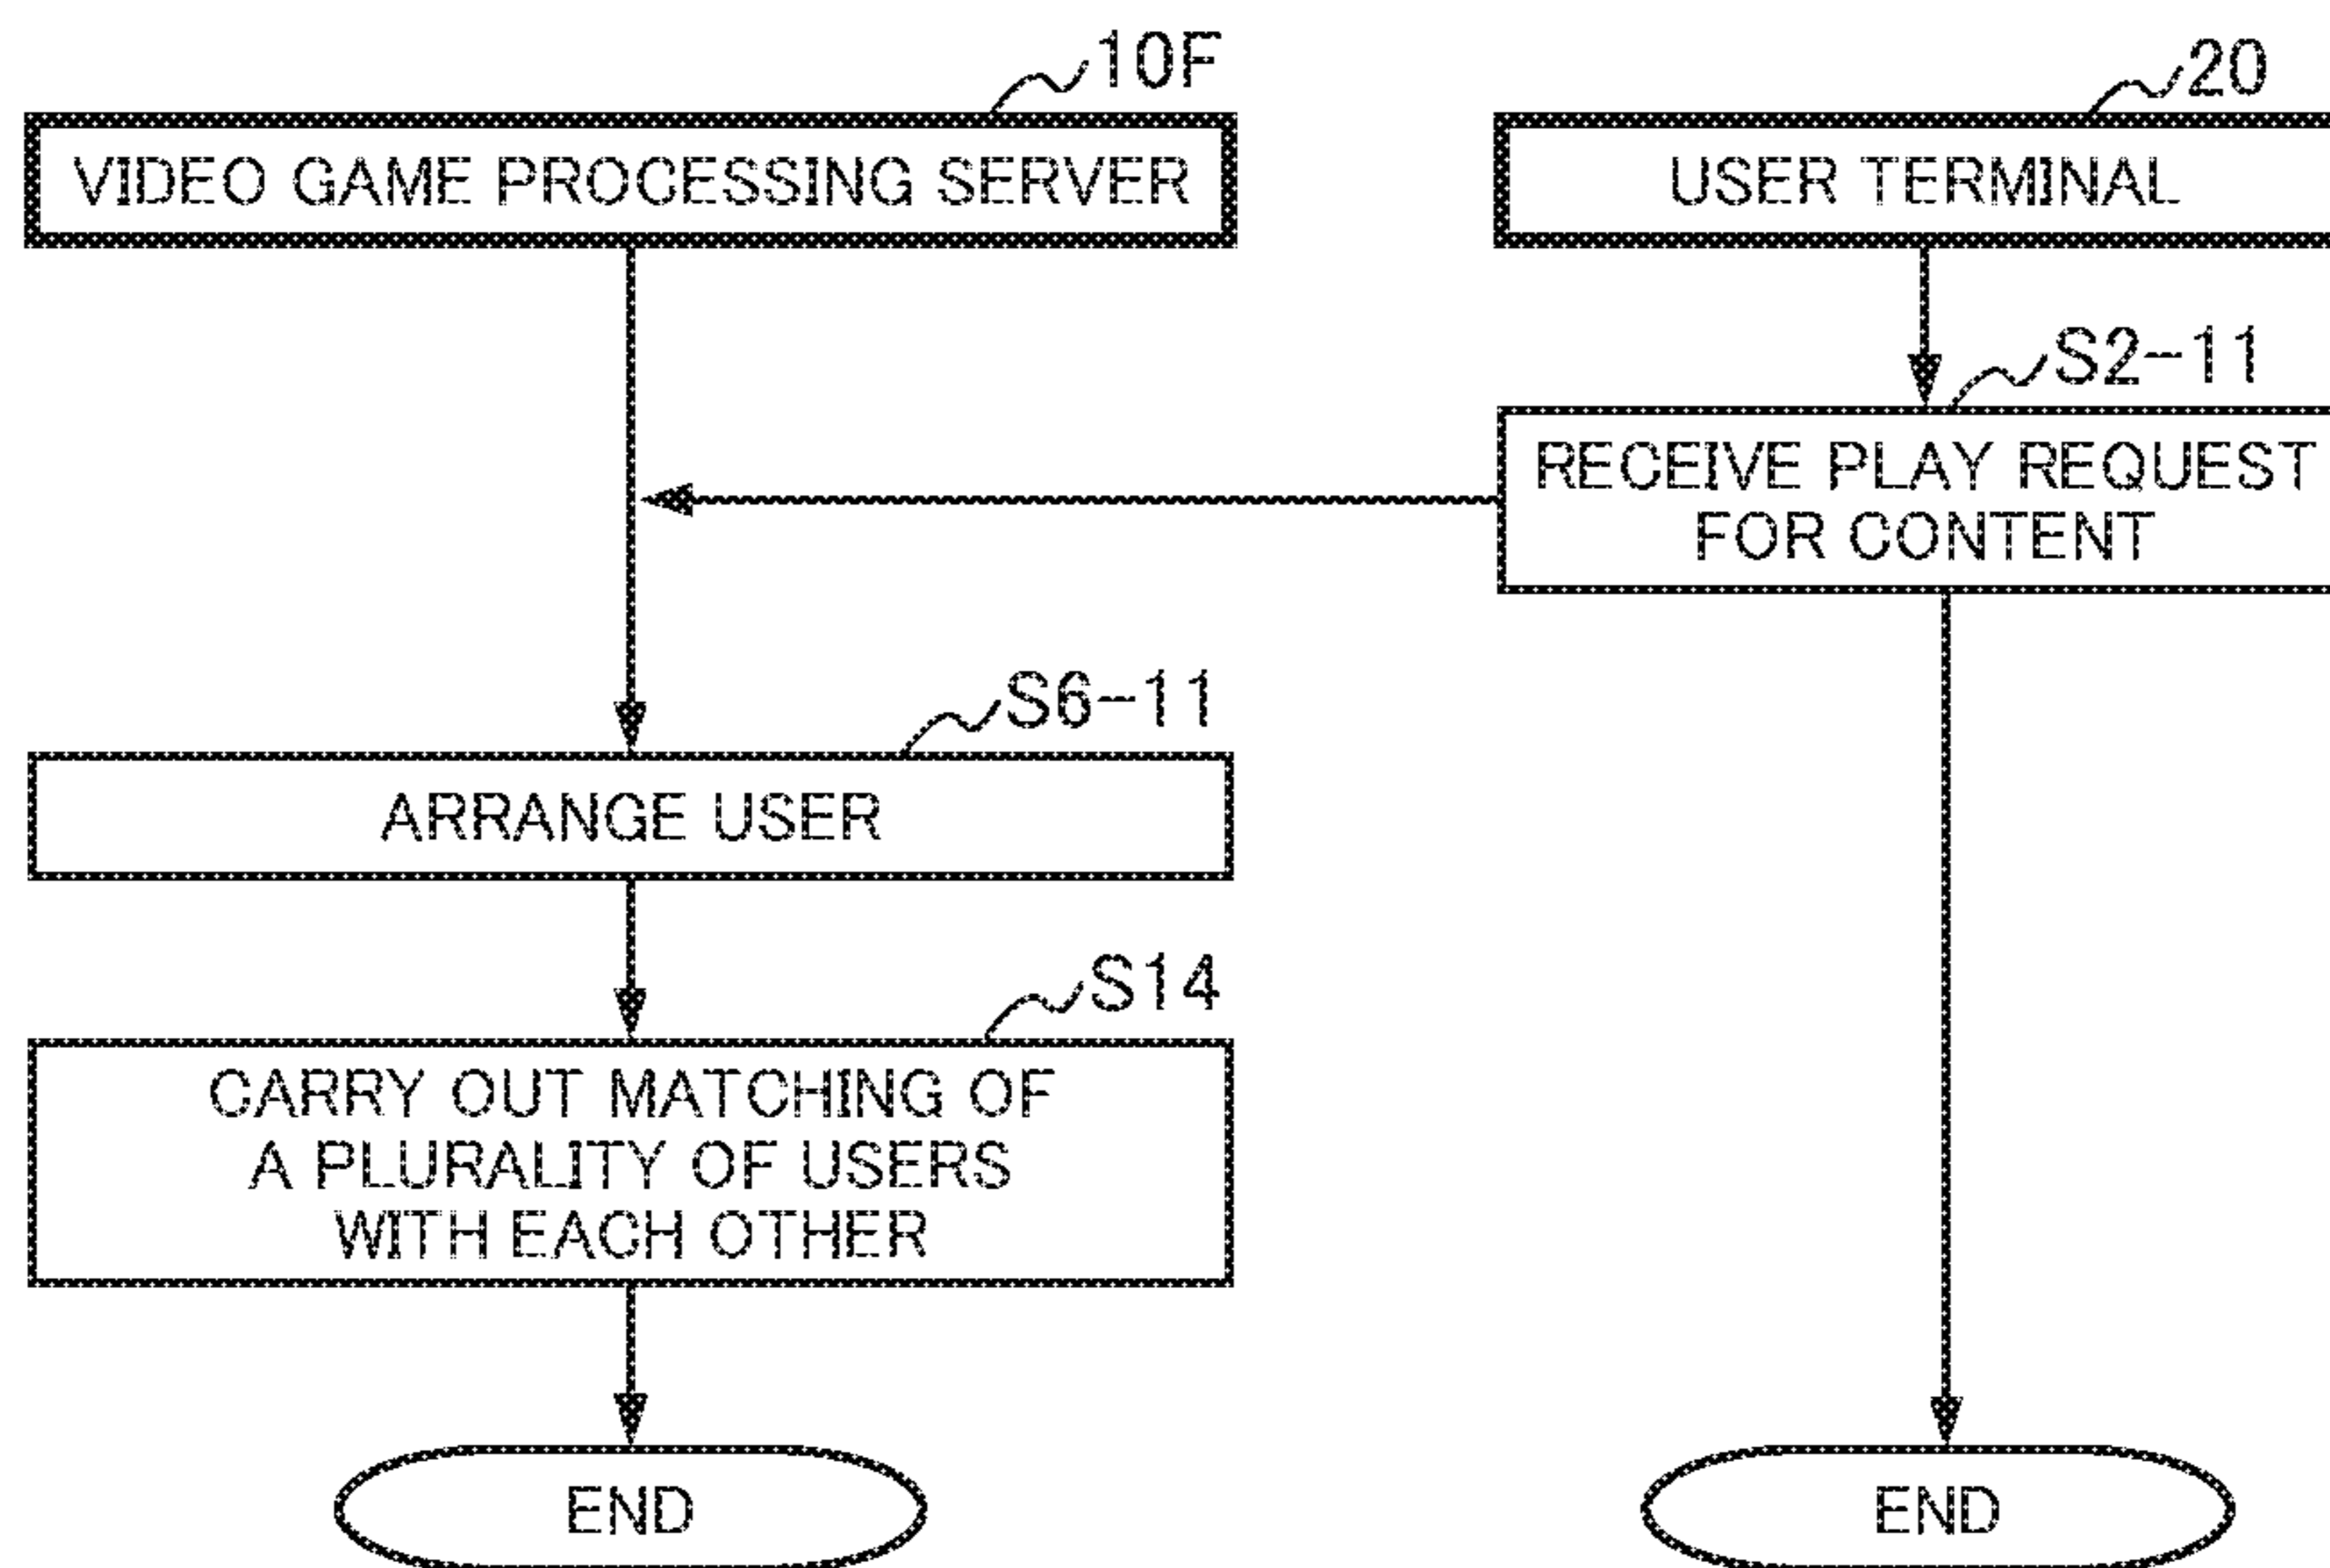 10F
20
VIDEO GAME PROCESSING SERVER
USER TERMINAL
S2-11
RECEIVE PLAY REQUEST
FOR CONTENT
S6-11
ARRANGE USER
S14
CARRY OUT MATCHING OF
A PLURALITY OF USERS
WITH EACH OTHER
END
END